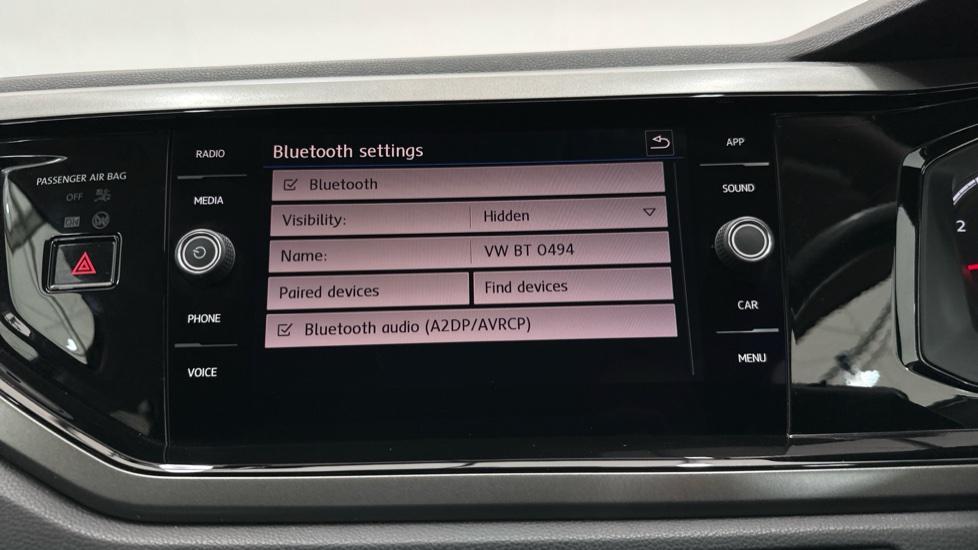 PASSENGER AIR BAG
OFF
ON
RADIO
MEDIA
PHONE
VOICE
Bluetooth settings
Bluetooth
Visibility: Hidden
Name: VW BT 0494
Paired devices Find devices
Bluetooth audio (A2DP/AVRCP)
APP
SOUND
CAR
MENU
2